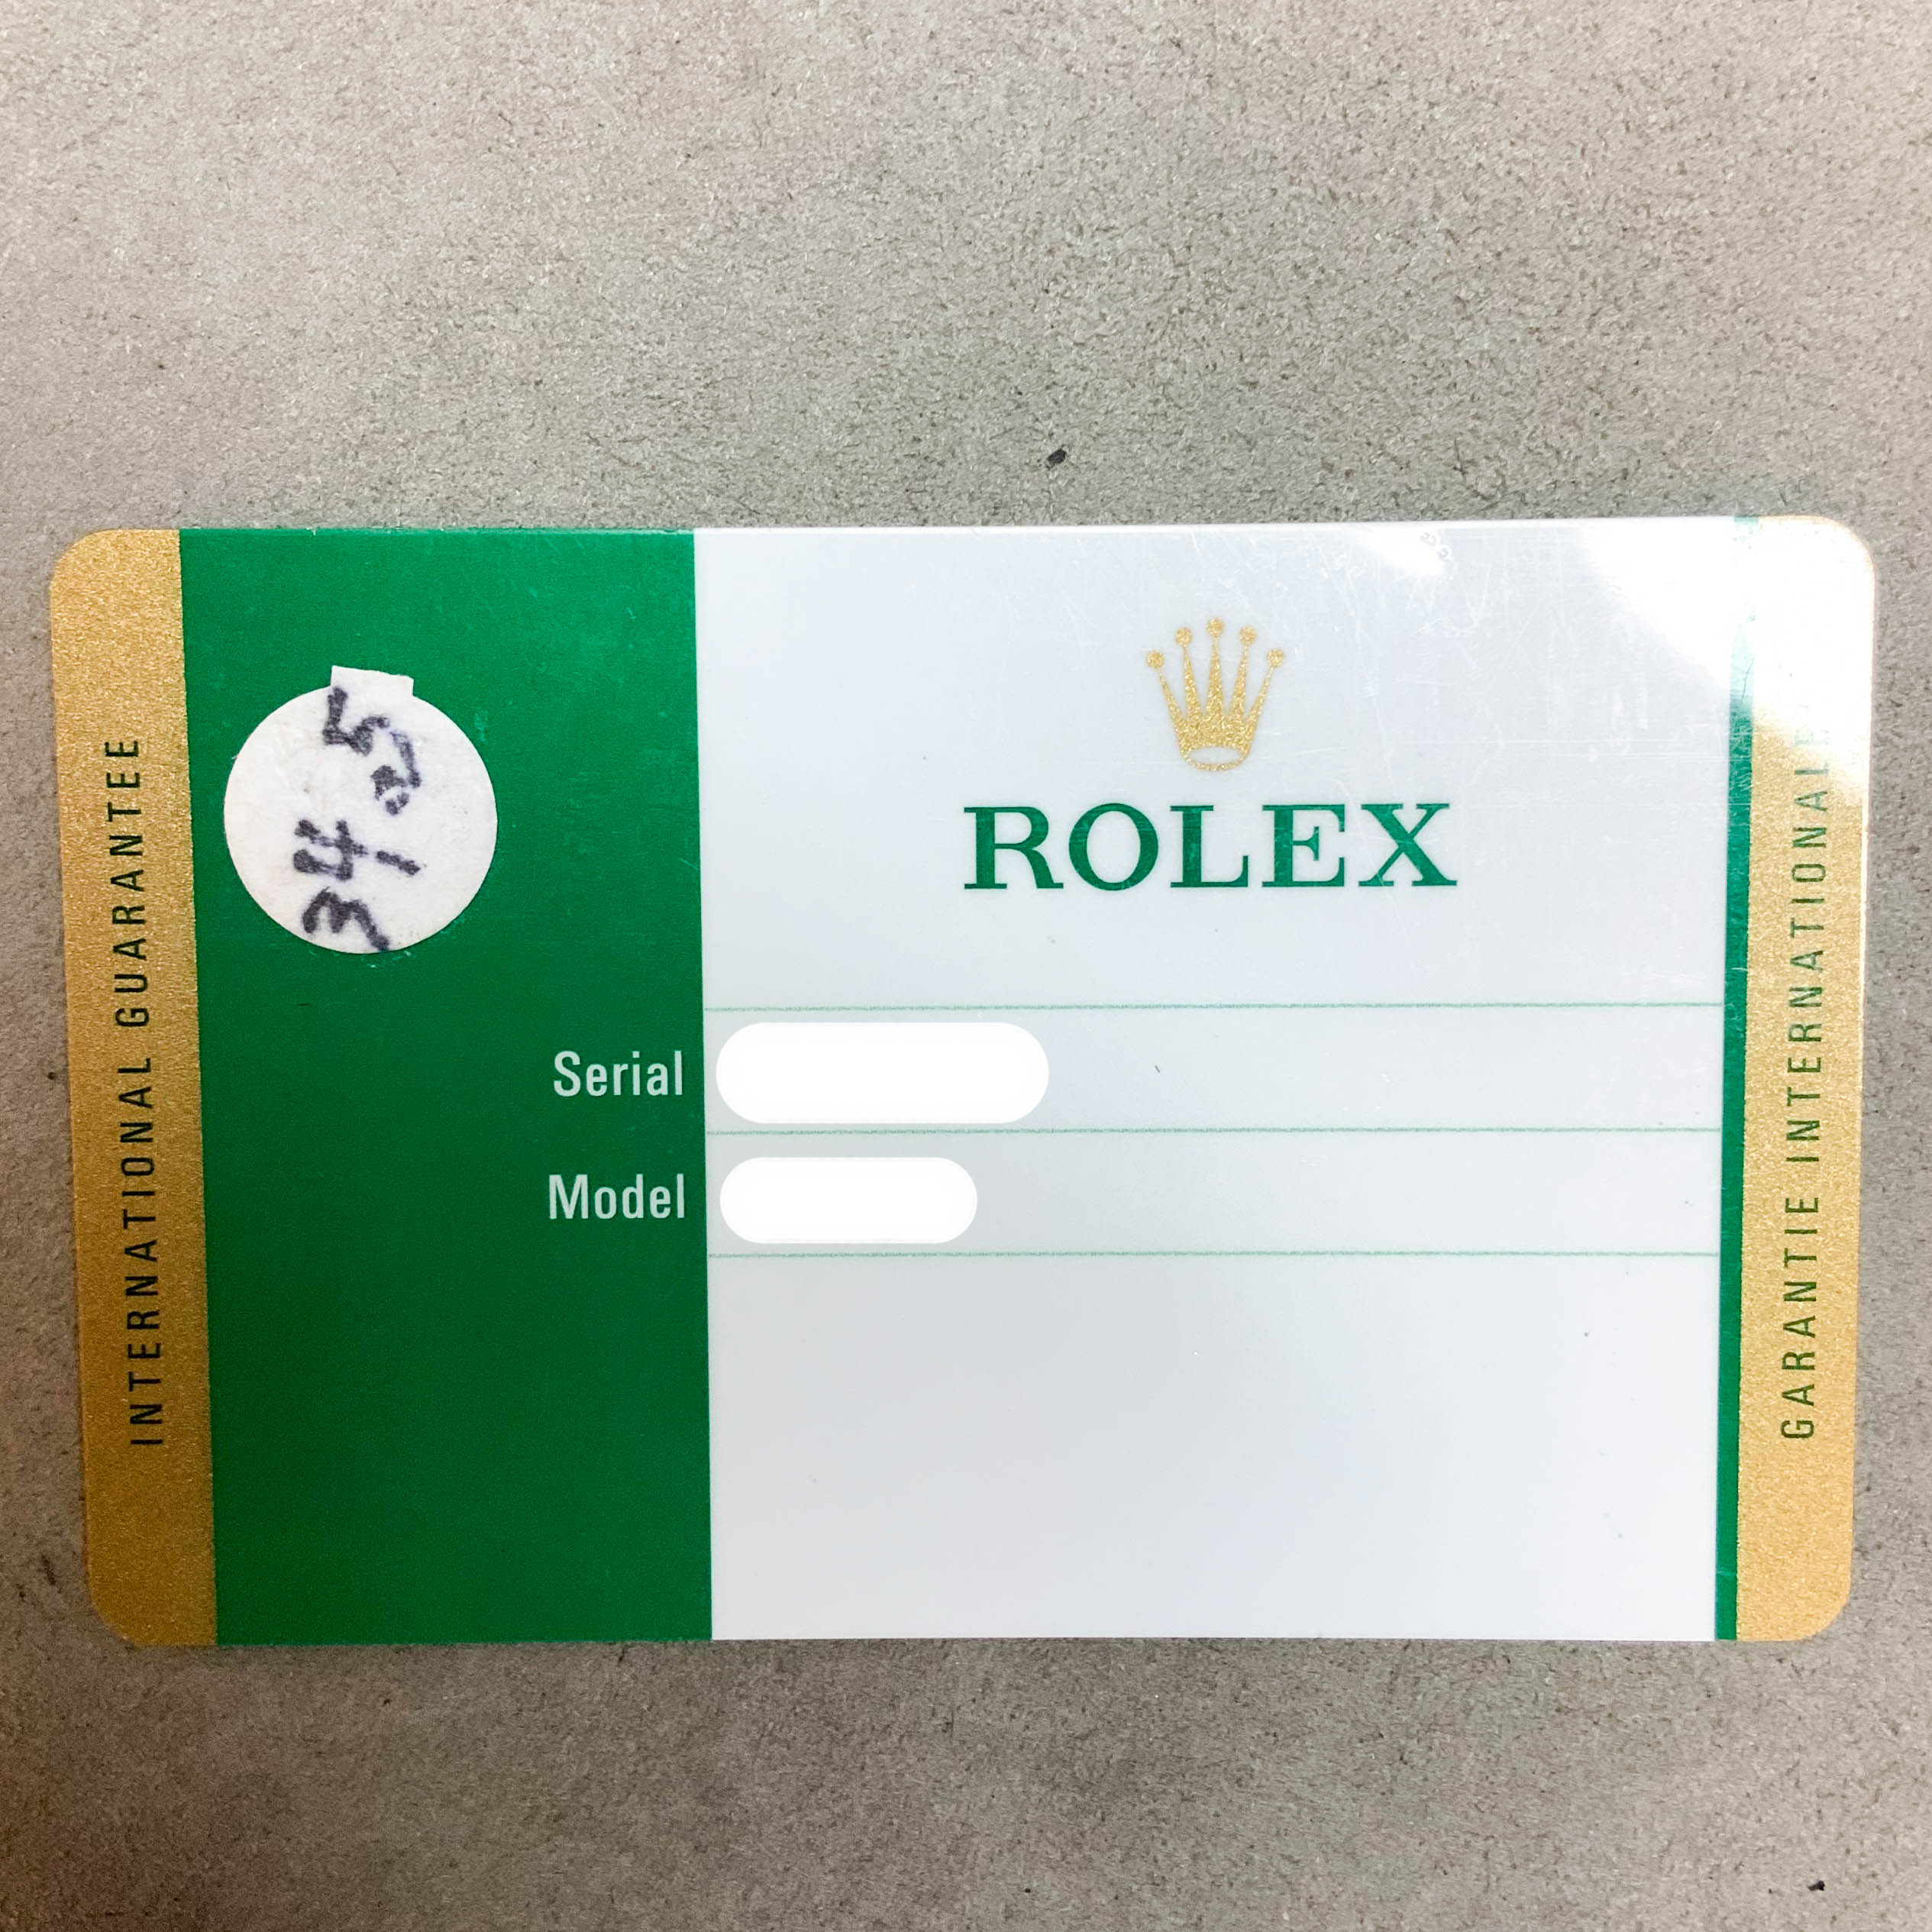 INTERNATIONAL GUARANTEE
ROLEX
Serial
Model
GARANTIE INTERNATIONALE